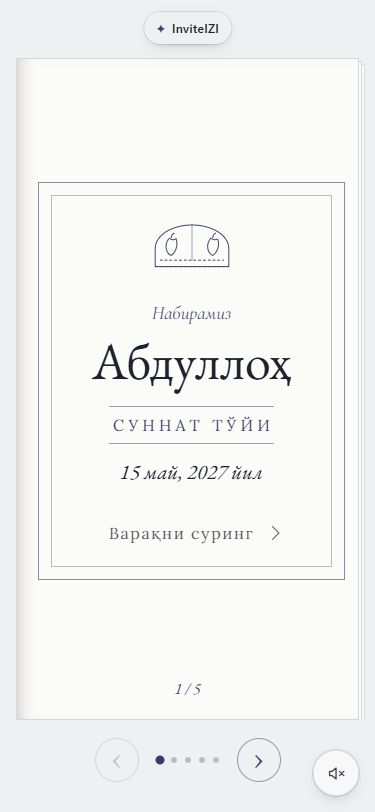 InviteIZI
Набирамиз
Абдуллоҳ
СУННАТ ТЎЙИ
15 май, 2027 йил
Варақни суринг
1 / 5